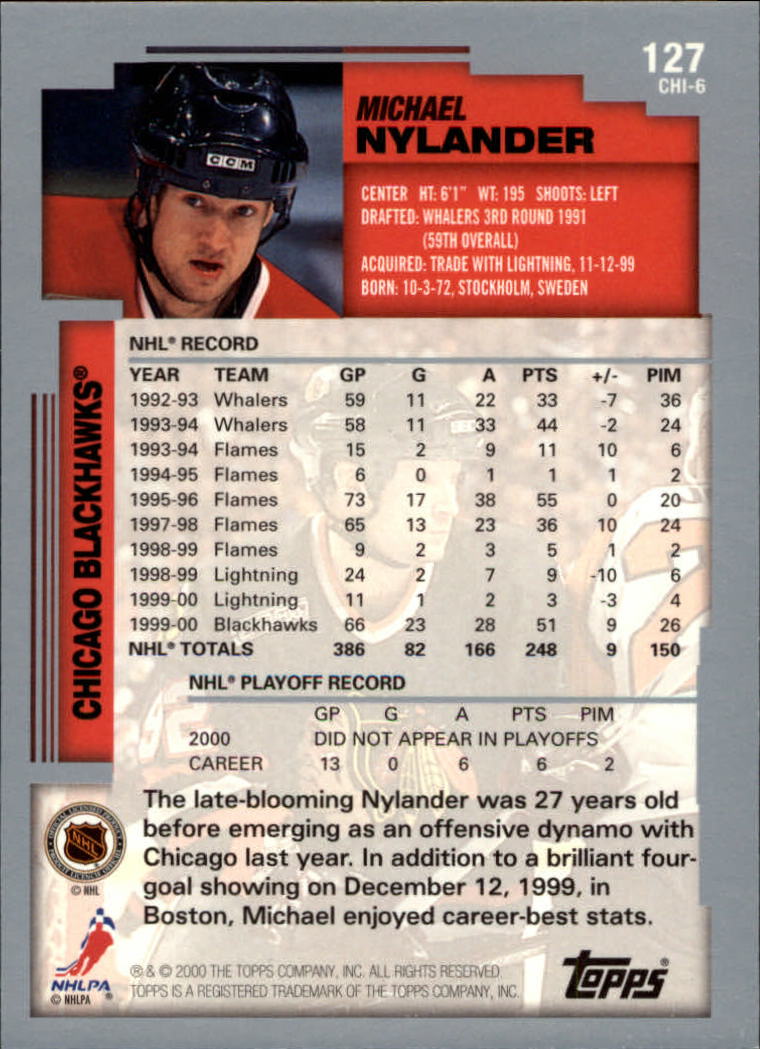 127
CHI-6
CCM
MICHAEL
NYLANDER
CENTER HT: 6'1" WT: 195 SHOOTS: LEFT
DRAFTED: WHALERS 3RD ROUND 1991
(59TH OVERALL)
ACQUIRED: TRADE WITH LIGHTNING, 11-12-99
BORN: 10-3-72, STOCKHOLM, SWEDEN
CHICAGO BLACKHAWKS®
NHL® RECORD
YEAR TEAM GP G A PTS +/- PIM
1992-93 Whalers 59 11 22 33 -7 36
1993-94 Whalers 58 11 33 44 -2 24
1993-94 Flames 15 2 9 11 10 6
1994-95 Flames 6 0 1 1 1 2
1995-96 Flames 73 17 38 55 0 20
1997-98 Flames 65 13 23 36 10 24
1998-99 Flames 9 2 3 5 1 2
1998-99 Lightning 24 2 7 9 -10 6
1999-00 Lightning 11 1 2 3 -3 4
1999-00 Blackhawks 66 23 28 51 9 26
NHL® TOTALS 386 82 166 248 9 150
NHL® PLAYOFF RECORD
GP G A PTS PIM
2000 DID NOT APPEAR IN PLAYOFFS
CAREER 13 0 6 6 2
The late-blooming Nylander was 27 years old
before emerging as an offensive dynamo with
Chicago last year. In addition to a brilliant four-
goal showing on December 12, 1999, in
Boston, Michael enjoyed career-best stats.
NHL
© NHL
NHLPA ®
© NHLPA
® & © 2000 THE TOPPS COMPANY, INC. ALL RIGHTS RESERVED.
TOPPS IS A REGISTERED TRADEMARK OF THE TOPPS COMPANY, INC.
Topps®